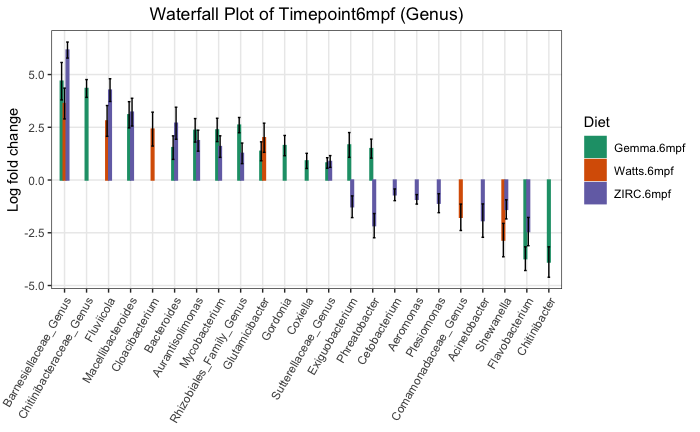 Waterfall Plot of Timepoint6mpf (Genus)
Log fold change
5.0
2.5
0.0
-2.5
-5.0
Barnesiellaceae_Genus
Chitinibacteraceae_Genus
Fluviicola
Macellibacteroides
Cloacibacterium
Bacteroides
Aurantisolimonas
Mycobacterium
Rhizobiales_Family_Genus
Glutamicibacter
Gordonia
Coxiella
Sutterellaceae_Genus
Exiguobacterium
Phreatobacter
Cetobacterium
Aeromonas
Plesiomonas
Comamonadaceae_Genus
Acinetobacter
Shewanella
Flavobacterium
Chitinibacter
Diet
Gemma.6mpf
Watts.6mpf
ZIRC.6mpf